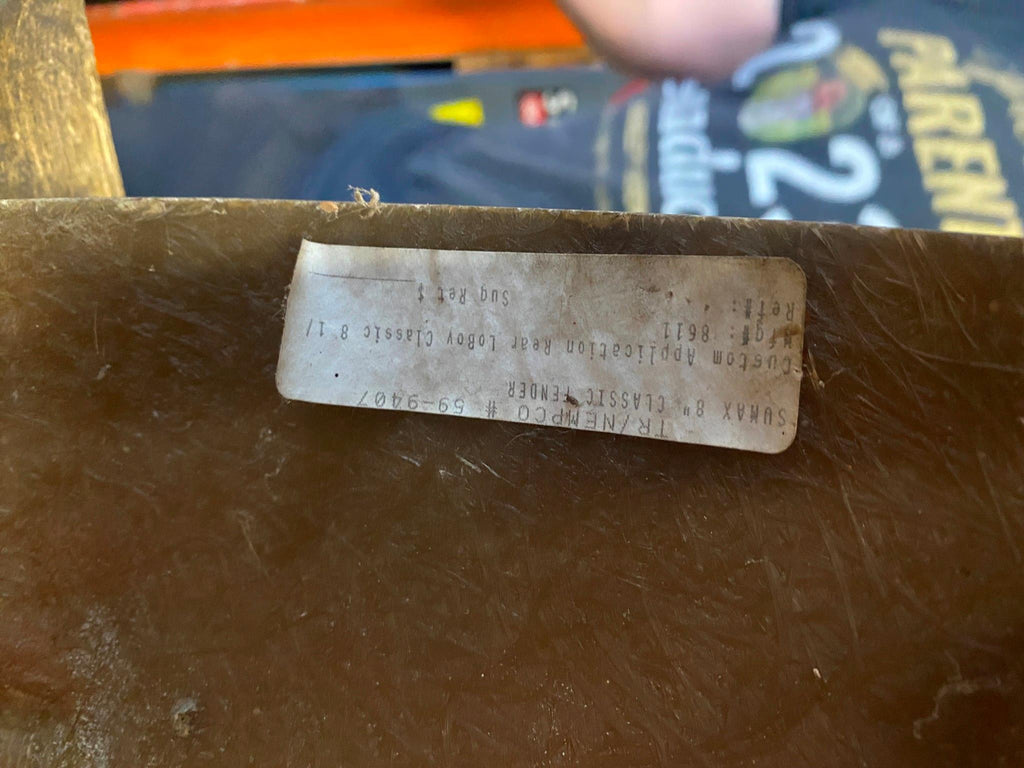 TR/NEMPCO # 59-9407
SUMAX 8" CLASSIC FENDER
Custom Application Rear LoBoy Classic 8 1/
Mfg#: 8611
Ref#: Sug Ret $